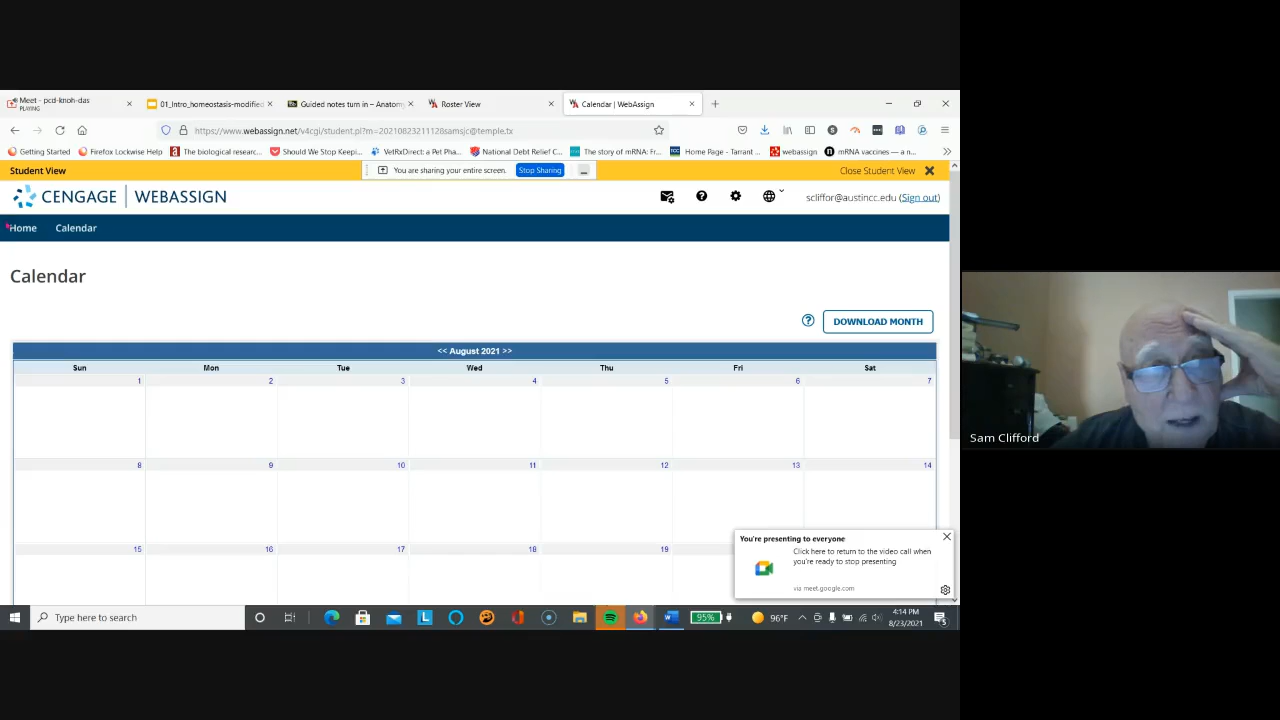 Meet - pcd-knoh-das
PLAYING
01_Intro_homeostasis-modified
Guided notes turn in – Anatomy
Roster View
Calendar | WebAssign
https://www.webassign.net/v4cgi/student.pl?m=20210823211128samsjc@temple.tx
Getting Started
Firefox Lockwise Help
The biological researc...
Should We Stop Keepi...
VetRxDirect: a Pet Pha...
National Debt Relief C...
The story of mRNA: Fr...
Home Page - Tarrant ...
webassign
mRNA vaccines — a n...
Student View
You are sharing your entire screen.
Stop Sharing
Close Student View
CENGAGE | WEBASSIGN
scliffor@austincc.edu (Sign out)
Home Calendar
Calendar
DOWNLOAD MONTH
<< August 2021 >>
Sun Mon Tue Wed Thu Fri Sat
1 2 3 4 5 6 7
8 9 10 11 12 13 14
15 16 17 18 19
You're presenting to everyone
Click here to return to the video call when
you're ready to stop presenting
via meet.google.com
Sam Clifford
Type here to search
95%
96°F
4:14 PM
8/23/2021